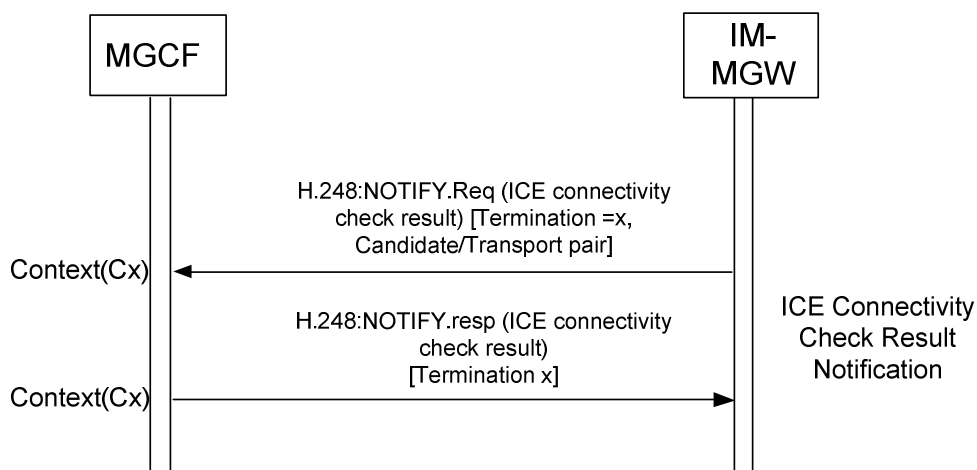 MGCF
IM-
MGW
H.248:NOTIFY.Req (ICE connectivity
check result) [Termination =x,
Candidate/Transport pair]
Context(Cx)
H.248:NOTIFY.resp (ICE connectivity
check result)
[Termination x]
Context(Cx)
ICE Connectivity
Check Result
Notification